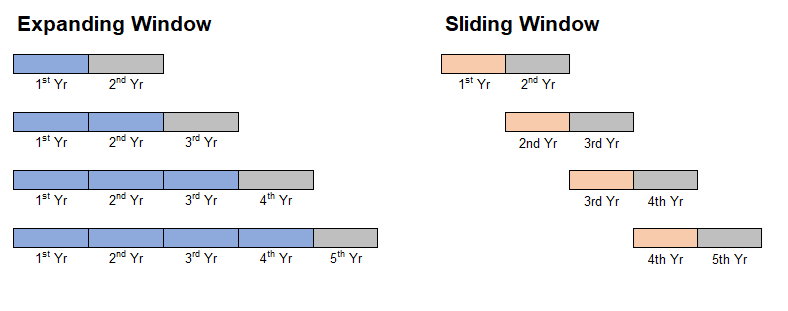 Expanding Window
Sliding Window
1st Yr 2nd Yr
1st Yr 2nd Yr
1st Yr 2nd Yr 3rd Yr
2nd Yr 3rd Yr
1st Yr 2nd Yr 3rd Yr 4th Yr
3rd Yr 4th Yr
1st Yr 2nd Yr 3rd Yr 4th Yr 5th Yr
4th Yr 5th Yr